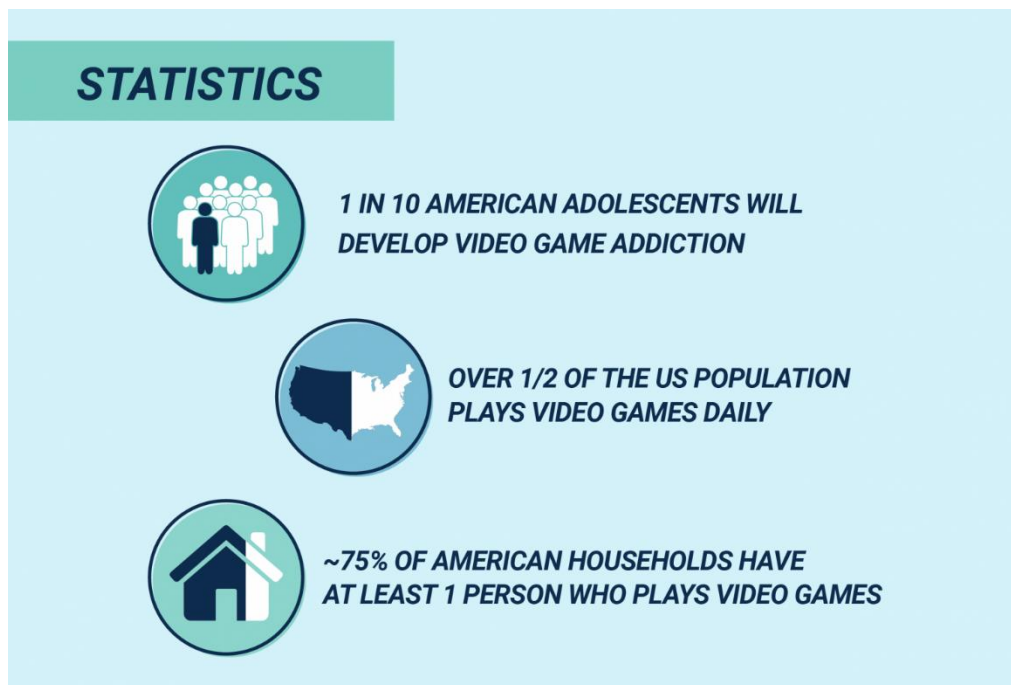 STATISTICS
1 IN 10 AMERICAN ADOLESCENTS WILL
DEVELOP VIDEO GAME ADDICTION
OVER 1/2 OF THE US POPULATION
PLAYS VIDEO GAMES DAILY
~75% OF AMERICAN HOUSEHOLDS HAVE
AT LEAST 1 PERSON WHO PLAYS VIDEO GAMES